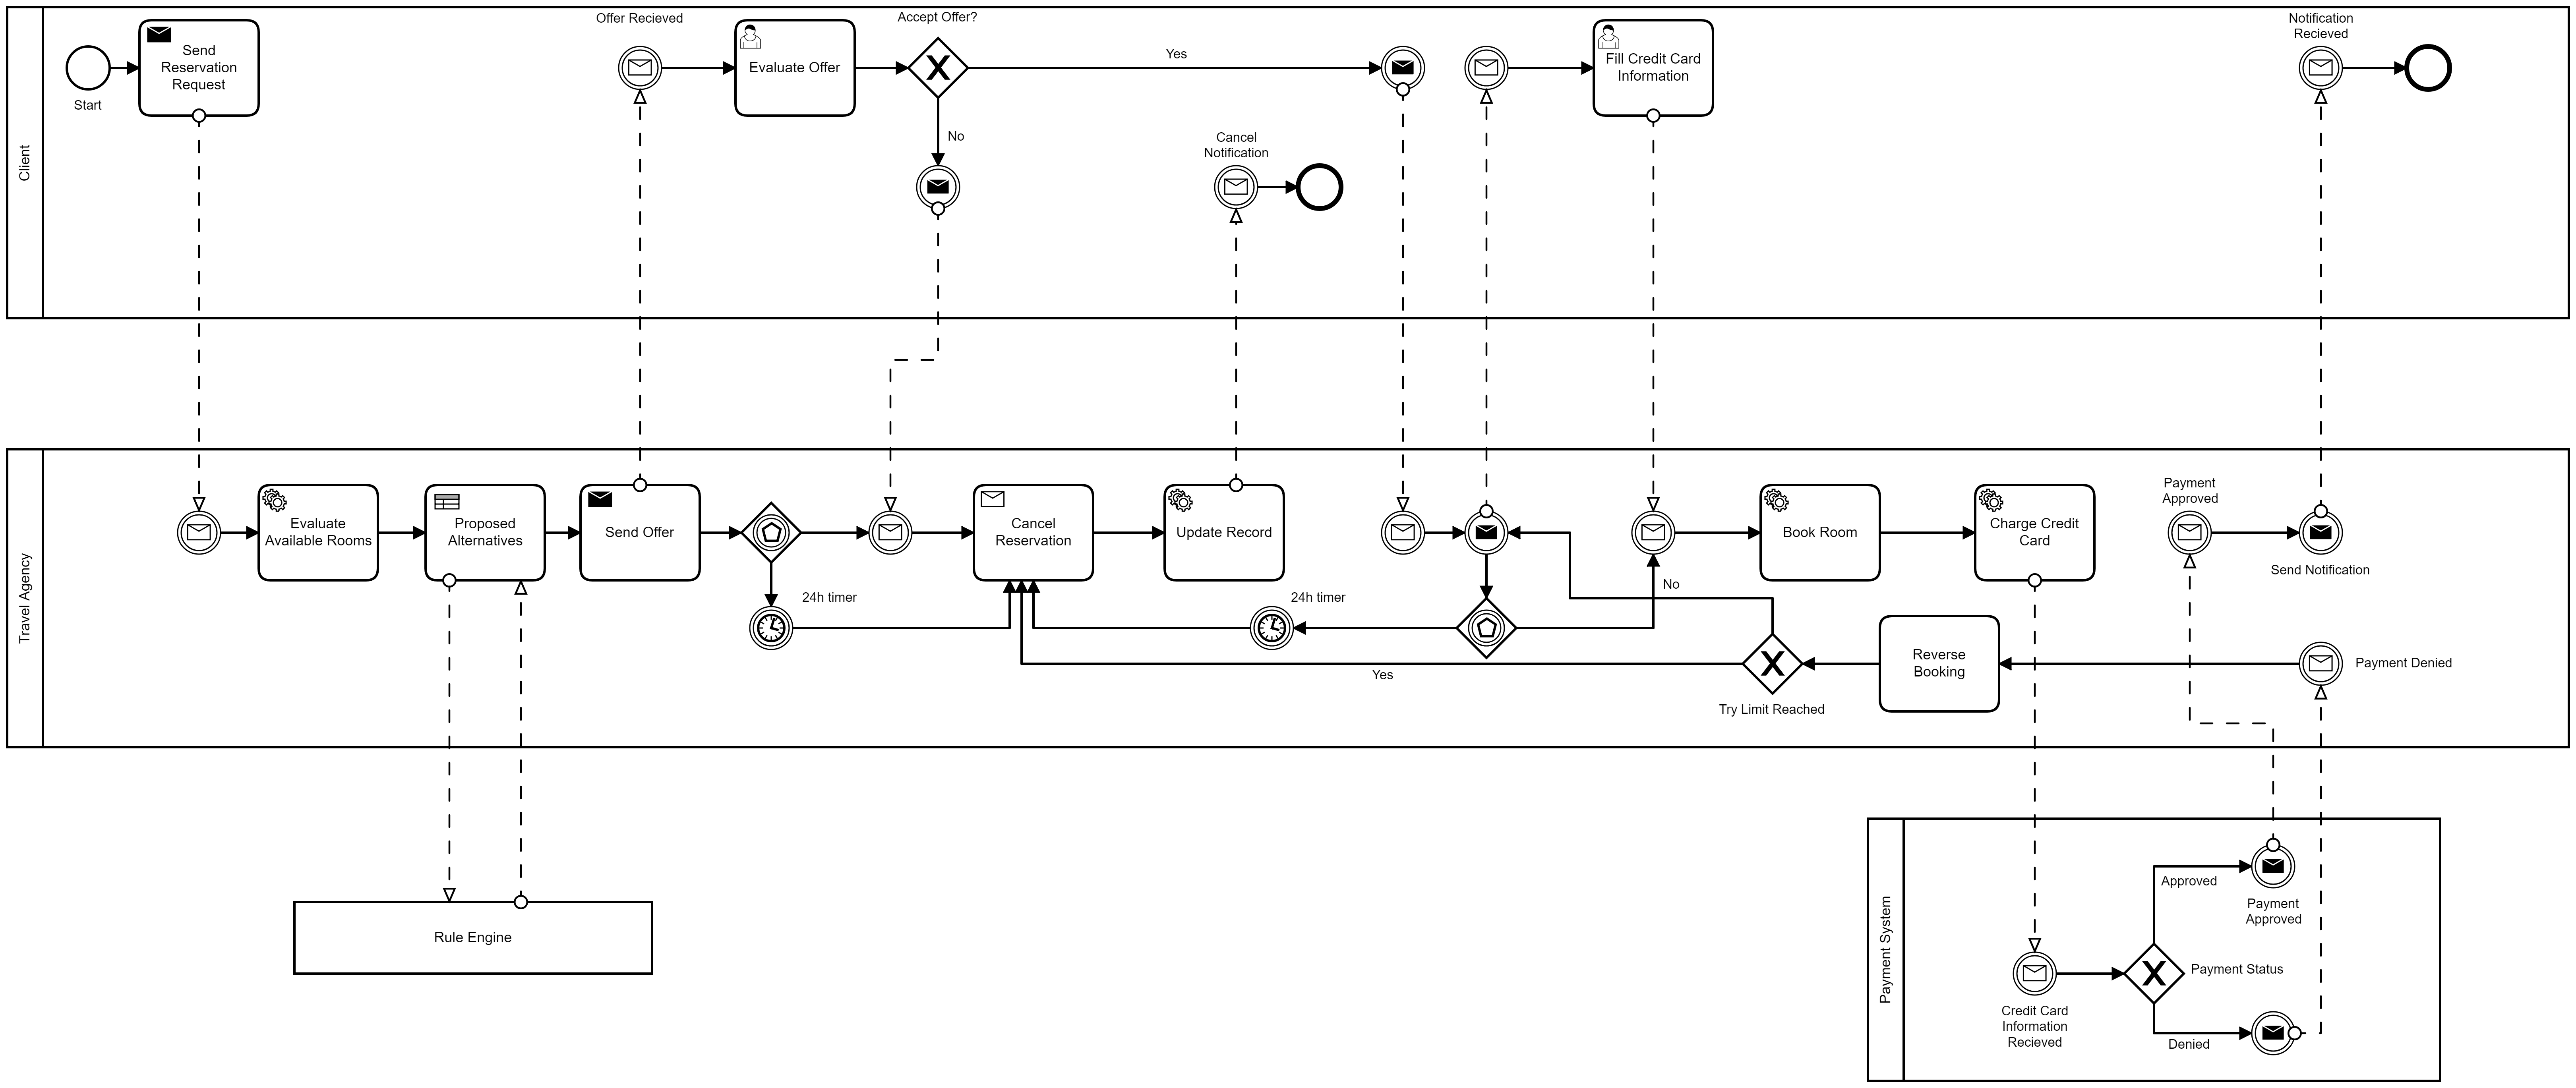 Client
Start
Send
Reservation
Request
Offer Recieved
Evaluate Offer
Accept Offer?
Yes
No
Cancel
Notification
Fill Credit Card
Information
Notification
Recieved
Travel Agency
Evaluate
Available Rooms
Proposed
Alternatives
Send Offer
24h timer
Cancel
Reservation
Update Record
24h timer
No
Book Room
Charge Credit
Card
Payment
Approved
Send Notification
Yes
Try Limit Reached
Reverse
Booking
Payment Denied
Rule Engine
Payment System
Credit Card
Information
Recieved
Payment Status
Approved
Payment
Approved
Denied